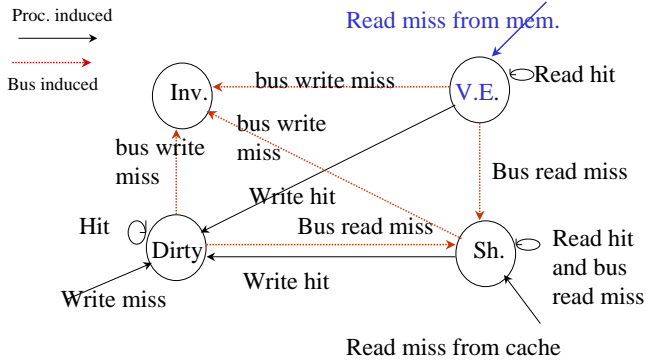 Proc. induced
Read miss from mem.
Bus induced
bus write miss
Read hit
Inv.
V.E.
bus write
miss
bus write
miss
Bus read miss
Write hit
Hit
Bus read miss
Dirty
Sh.
Read hit
and bus
read miss
Write hit
Write miss
Read miss from cache